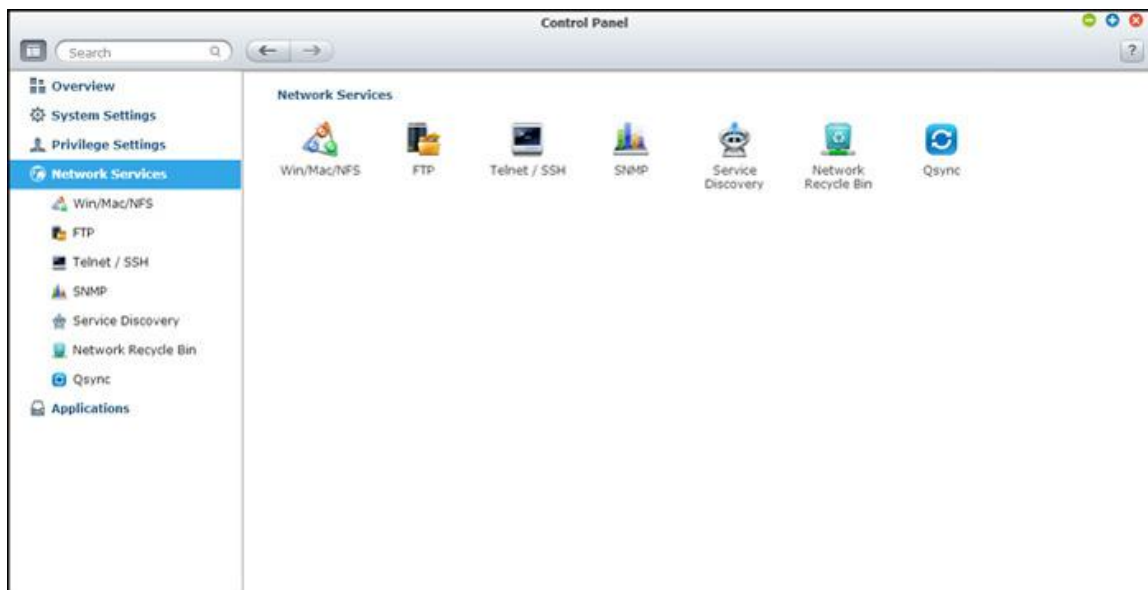 Control Panel
Search
?
Overview
System Settings
Privilege Settings
Network Services
Win/Mac/NFS
FTP
Telnet / SSH
SNMP
Service Discovery
Network Recycle Bin
Qsync
Applications
Network Services
Win/Mac/NFS
FTP
Telnet / SSH
SNMP
Service
Discovery
Network
Recycle Bin
Qsync